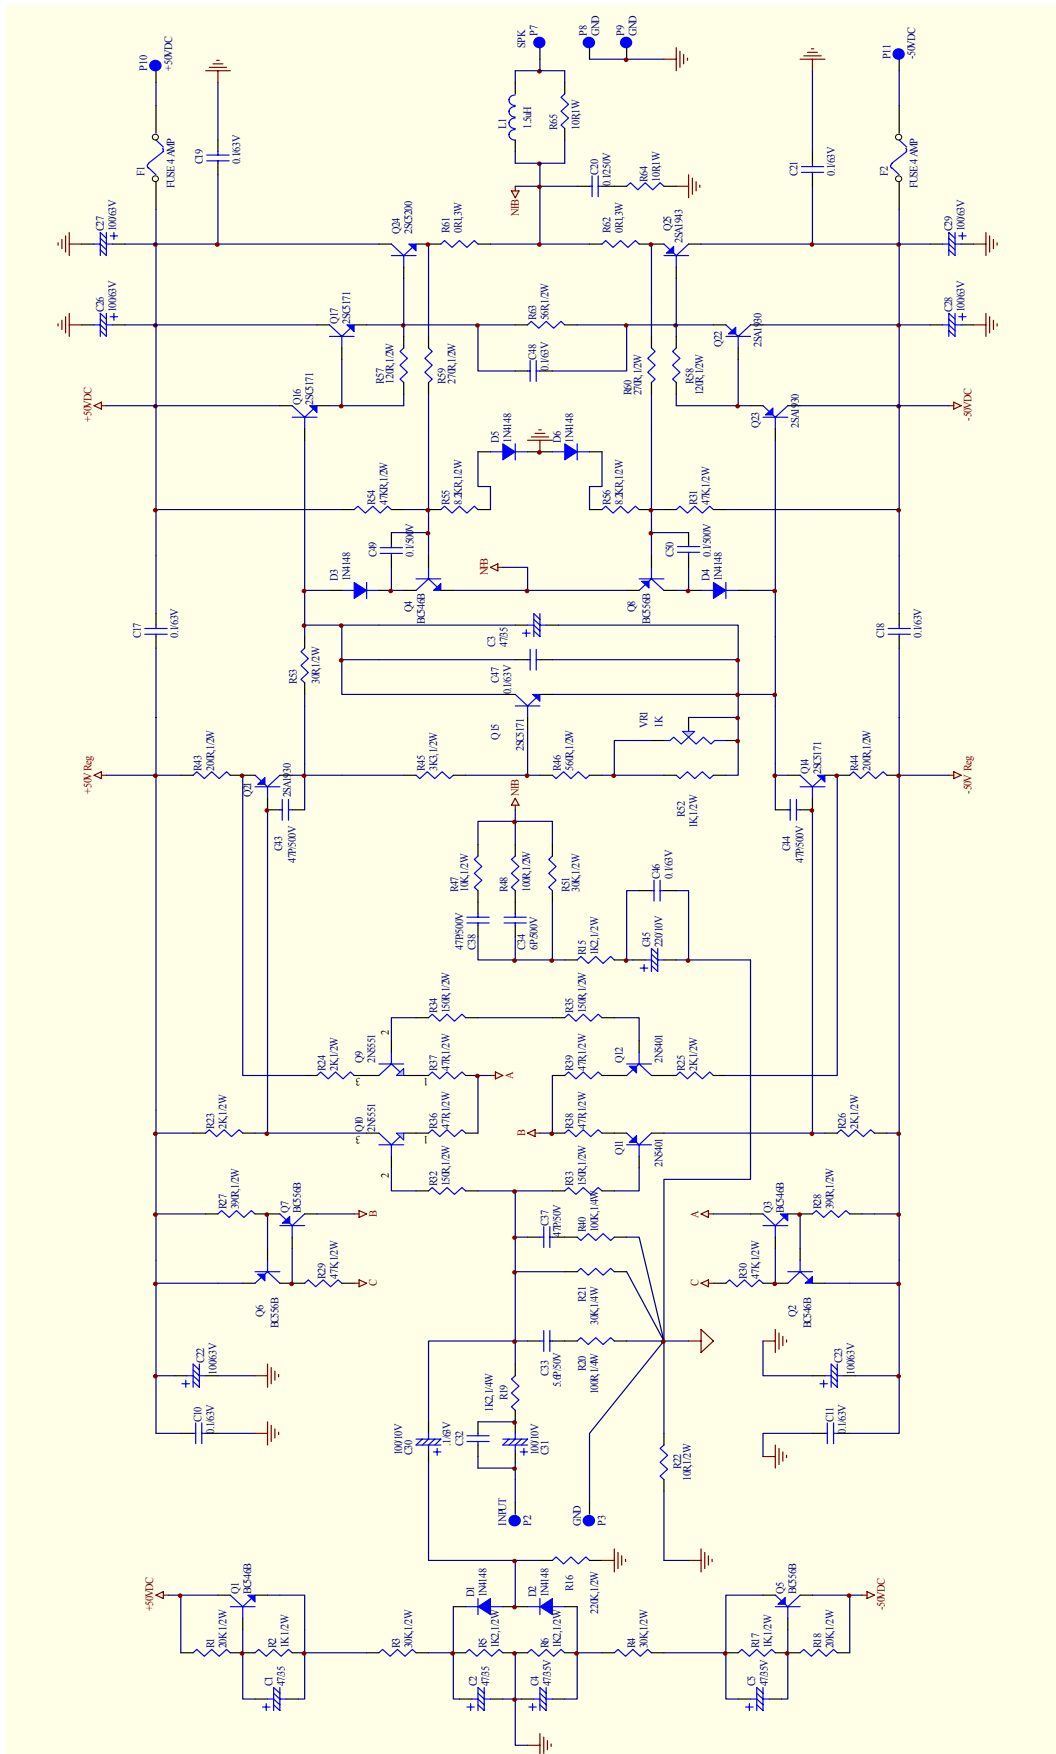 P10
+50VDC
F1
FUSE 4 AMP
C19
0.1/63V
SPK
P7
P8
GND
P9
GND
L1
1.5uH
R65
10R,1W
C21
0.1/63V
P11
-50VDC
F2
FUSE 4 AMP
C27
100/63V
Q24
2SC5200
R61
0R1,3W
NFB
C20
0.1/250V
R64
10R,1W
R62
0R1,3W
Q25
2SA1943
C29
100/63V
C26
100/63V
Q17
2SC5171
R63
56R,1/2W
C48
0.1/63V
Q22
2SA1930
C28
100/63V
+50VDC
Q16
2SC5171
R57
120R,1/2W
R59
270R,1/2W
R60
270R,1/2W
R58
120R,1/2W
Q23
2SA1930
-50VDC
D5
1N4148
D6
1N4148
R54
47KR,1/2W
R55
8.2KR,1/2W
R56
8.2KR,1/2W
R31
47K,1/2W
D3
1N4148
C49
0.1/500V
Q4
BC546B
NFB
Q8
BC556B
C50
0.1/500V
D4
1N4148
C17
0.1/63V
C18
0.1/63V
R53
30R,1/2W
C3
47/35
C47
0.1/63V
Q15
2SC5171
VR1
1K
+50V Reg
R43
200R,1/2W
Q21
2SA1930
C43
47P/500V
R45
3K3,1/2W
R46
560R,1/2W
R52
1K,1/2W
Q14
2SC5171
R44
200R,1/2W
C44
47P/500V
-50V Reg
NFB
R47
10K,1/2W
R48
100R,1/2W
R51
30K,1/2W
47P/500V
C38
C34
6P/500V
R15
1K2,1/2W
C45
220/10V
C46
0.1/63V
R34
150R,1/2W
R35
150R,1/2W
R24
2K,1/2W
Q9
2N5551
2
3
1
R37
47R,1/2W
A
R39
47R,1/2W
Q12
2N5401
R25
2K,1/2W
R23
2K,1/2W
Q10
2N5551
3
1
2
R36
47R,1/2W
B
R38
47R,1/2W
Q11
2N5401
R26
2K,1/2W
R32
150R,1/2W
R33
150R,1/2W
R27
390R,1/2W
Q7
BC556B
B
C37
47P/50V
R40
100K,1/4W
A
Q3
BC546B
R28
390R,1/2W
Q6
BC556B
R29
47K,1/2W
C
R21
30K,1/4W
C
R30
47K,1/2W
Q2
BC546B
C22
100/63V
C33
5.6P/50V
R20
100R,1/4W
C23
100/63V
C10
0.1/63V
1K2,1/4W
R19
100/10V
C30
.1/63V
C32
100/10V
C31
C11
0.1/63V
R22
10R,1/2W
INPUT
P2
GND
P3
+50VDC
Q1
BC546B
R1
20K,1/2W
R2
1K,1/2W
C1
47/35
R3
30K,1/2W
D1
1N4148
D2
1N4148
R16
220K,1/2W
R5
1K2,1/2W
R6
1K2,1/2W
C2
47/35
C4
47/35V
R4
30K,1/2W
Q5
BC556B
R17
1K,1/2W
R18
20K,1/2W
C5
47/35V
-50VDC